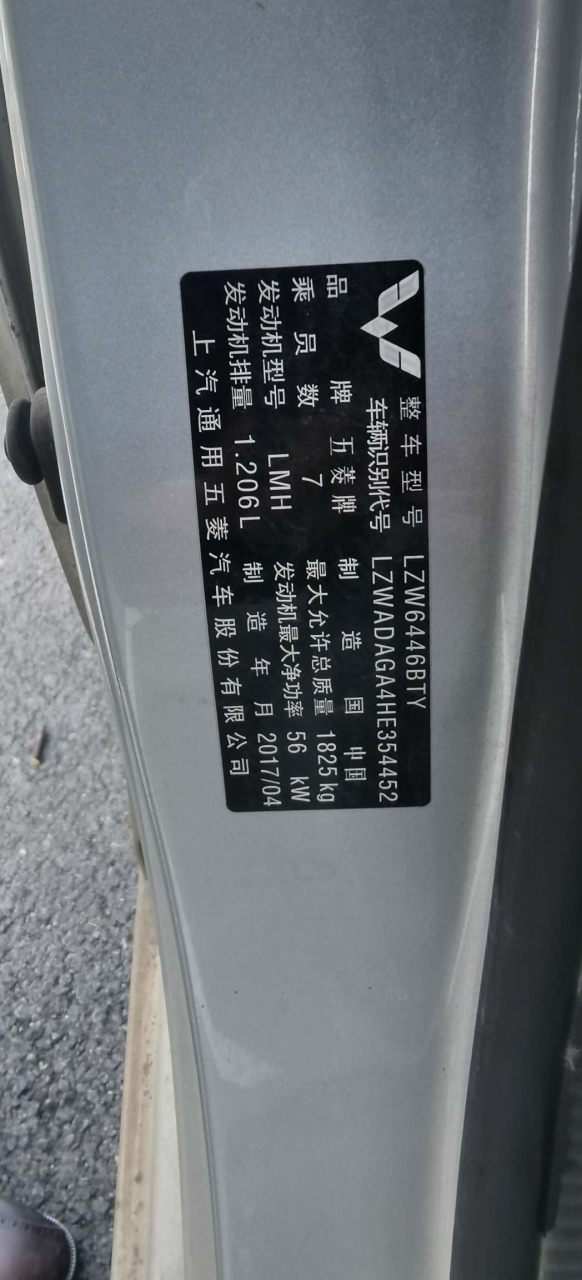 整车型号 LZW6446BTY
车辆识别代号 LZWADAGA4HE354452
品牌 五菱牌 制造国 中国
乘员数 7 最大允许总质量 1825kg
发动机型号 LMH 发动机最大净功率 56 kW
发动机排量 1.206L 制造年月 2017/04
上汽通用五菱汽车股份有限公司